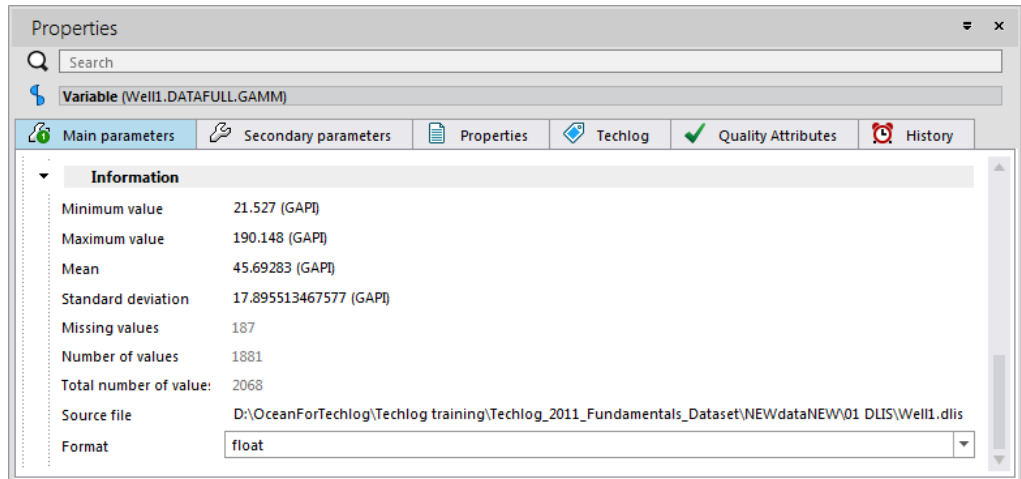 Properties
Search
Variable (Well1.DATAFULL.GAMM)
Main parameters Secondary parameters Properties Techlog Quality Attributes History
Information
Minimum value 21.527 (GAPI)
Maximum value 190.148 (GAPI)
Mean 45.69283 (GAPI)
Standard deviation 17.895513467577 (GAPI)
Missing values 187
Number of values 1881
Total number of values 2068
Source file D:\OceanForTechlog\Techlog training\Techlog_2011_Fundamentals_Dataset\NEWdataNEW\01 DLIS\Well1.dlis
Format float